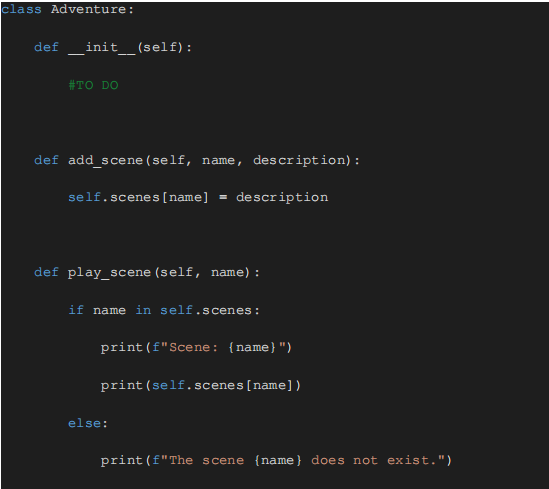 class Adventure:
    def __init__(self):
        #TO DO
    def add_scene(self, name, description):
        self.scenes[name] = description
    def play_scene(self, name):
        if name in self.scenes:
            print(f"Scene: {name}")
            print(self.scenes[name])
        else:
            print(f"The scene {name} does not exist.")